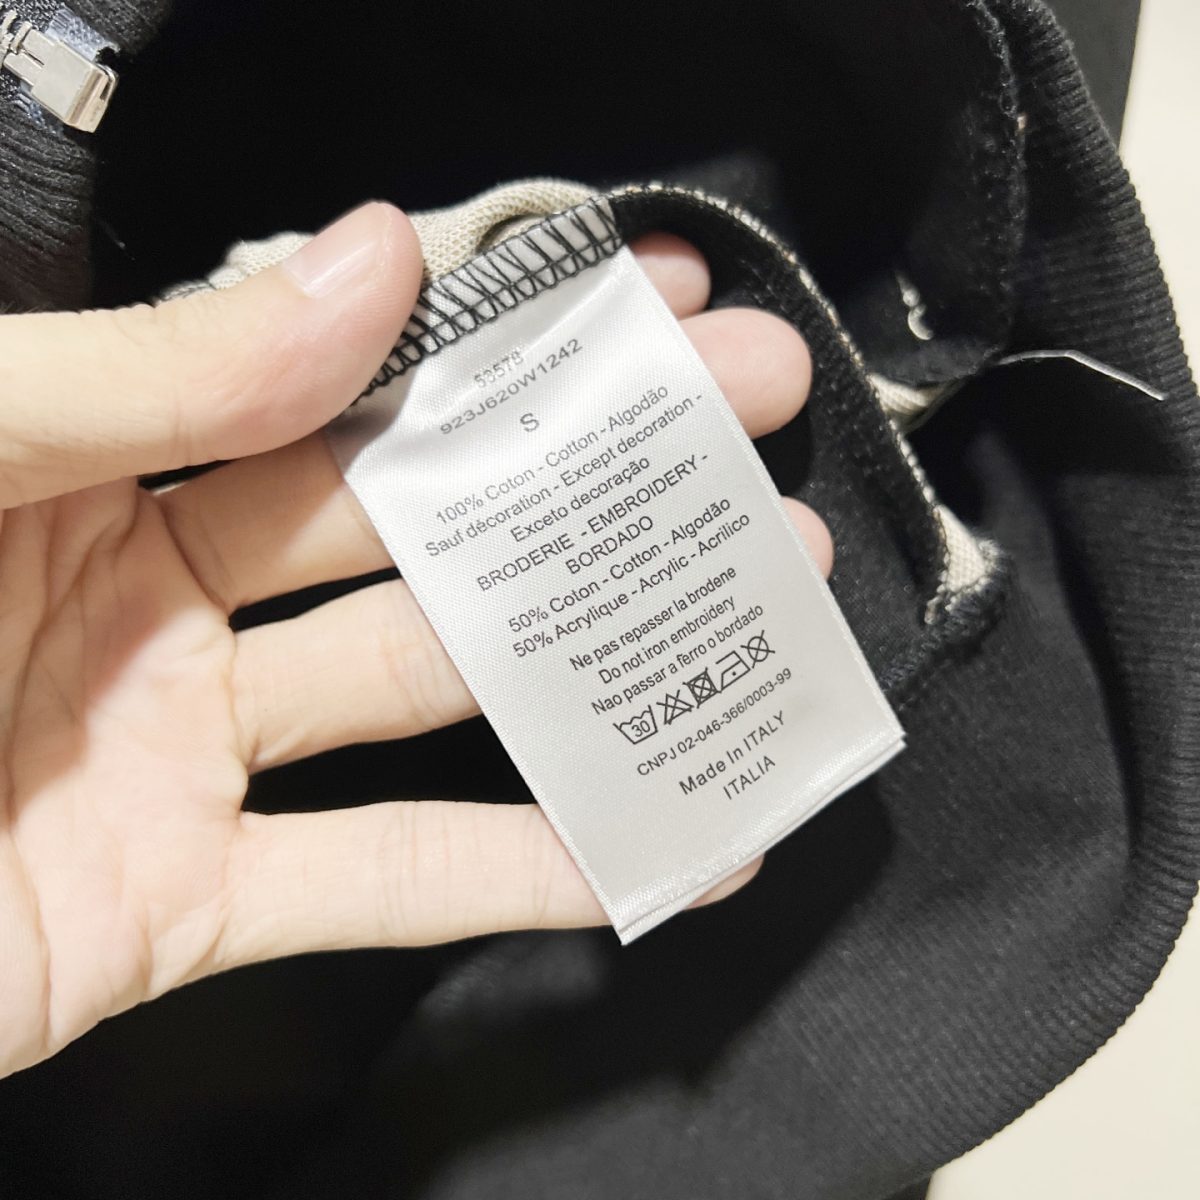 53578
923J620W1242
S
100% Coton - Cotton - Algodão
Sauf décoration - Except decoration -
Exceto decoração
BRODERIE - EMBROIDERY -
BORDADO
50% Coton - Cotton - Algodão
50% Acrylique - Acrylic - Acrilico
Ne pas repasser la brodene
Do not iron embroidery
Nao passar a ferro o bordado
30
CNPJ 02-046-366/0003-99
Made In ITALY
ITALIA